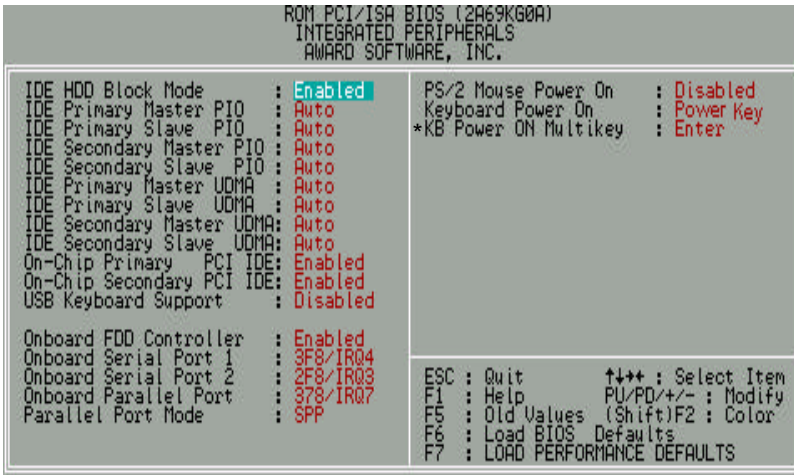 ROM PCI/ISA BIOS (2A69KG0A)
INTEGRATED PERIPHERALS
AWARD SOFTWARE, INC.
IDE HDD Block Mode : Enabled
IDE Primary Master PIO : Auto
IDE Primary Slave PIO : Auto
IDE Secondary Master PIO : Auto
IDE Secondary Slave PIO : Auto
IDE Primary Master UDMA : Auto
IDE Primary Slave UDMA : Auto
IDE Secondary Master UDMA: Auto
IDE Secondary Slave UDMA: Auto
On-Chip Primary PCI IDE: Enabled
On-Chip Secondary PCI IDE: Enabled
USB Keyboard Support : Disabled
Onboard FDD Controller : Enabled
Onboard Serial Port 1 : 3F8/IRQ4
Onboard Serial Port 2 : 2F8/IRQ3
Onboard Parallel Port : 378/IRQ7
Parallel Port Mode : SPP
PS/2 Mouse Power On : Disabled
Keyboard Power On : Power Key
*KB Power ON Multikey : Enter
ESC : Quit ↑↓→← : Select Item
F1 : Help PU/PD/+/- : Modify
F5 : Old Values (Shift)F2 : Color
F6 : Load BIOS Defaults
F7 : LOAD PERFORMANCE DEFAULTS